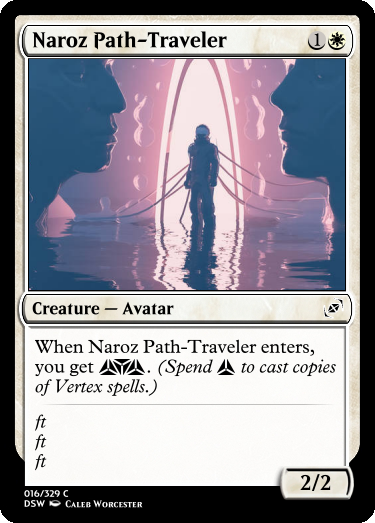 Naroz Path-Traveler 1
Creature — Avatar
When Naroz Path-Traveler enters,
you get . (Spend to cast copies
of Vertex spells.)
ft
ft
ft
2/2
016/329 C
DSW Caleb Worcester